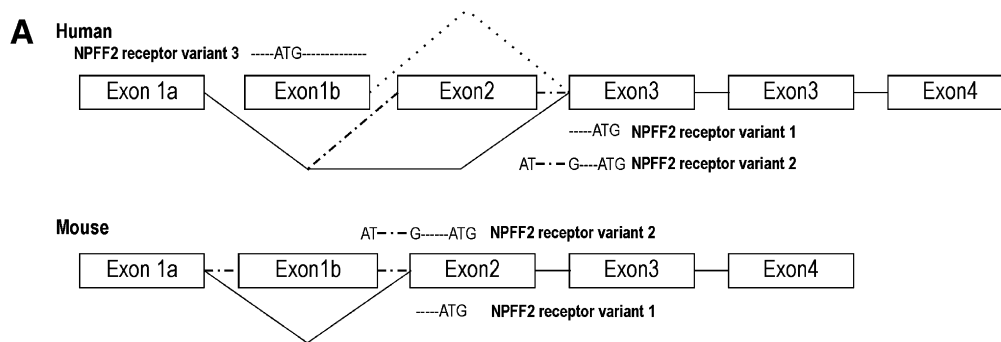 A
Human
NPFF2 receptor variant 3 -----ATG--------------
Exon 1a Exon1b Exon2 Exon3 Exon3 Exon4
-----ATG NPFF2 receptor variant 1
AT-·-G----ATG NPFF2 receptor variant 2
Mouse
AT-·-G------ATG NPFF2 receptor variant 2
Exon 1a Exon1b Exon2 Exon3 Exon4
-----ATG NPFF2 receptor variant 1